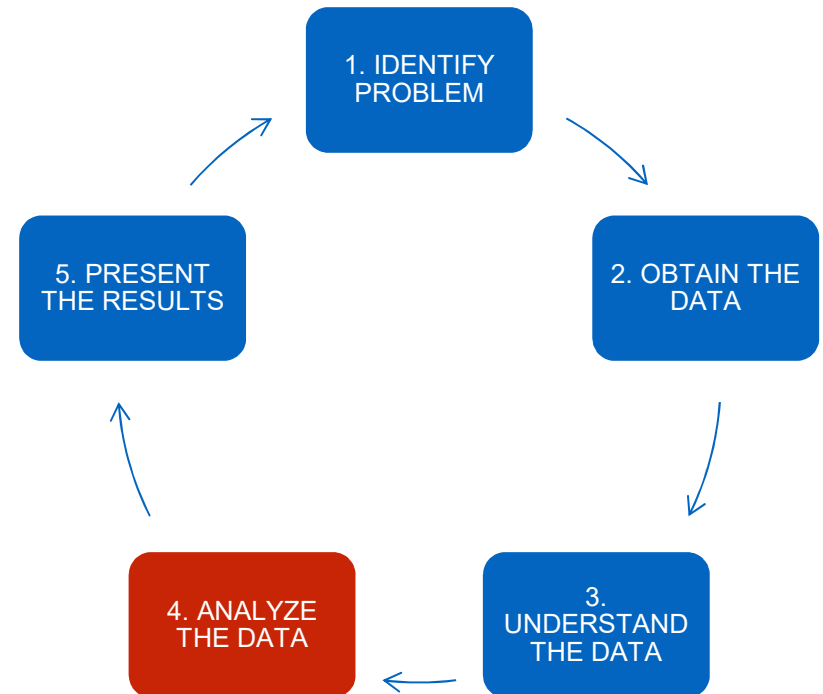 1. IDENTIFY
PROBLEM
2. OBTAIN THE
DATA
3.
UNDERSTAND
THE DATA
4. ANALYZE
THE DATA
5. PRESENT
THE RESULTS